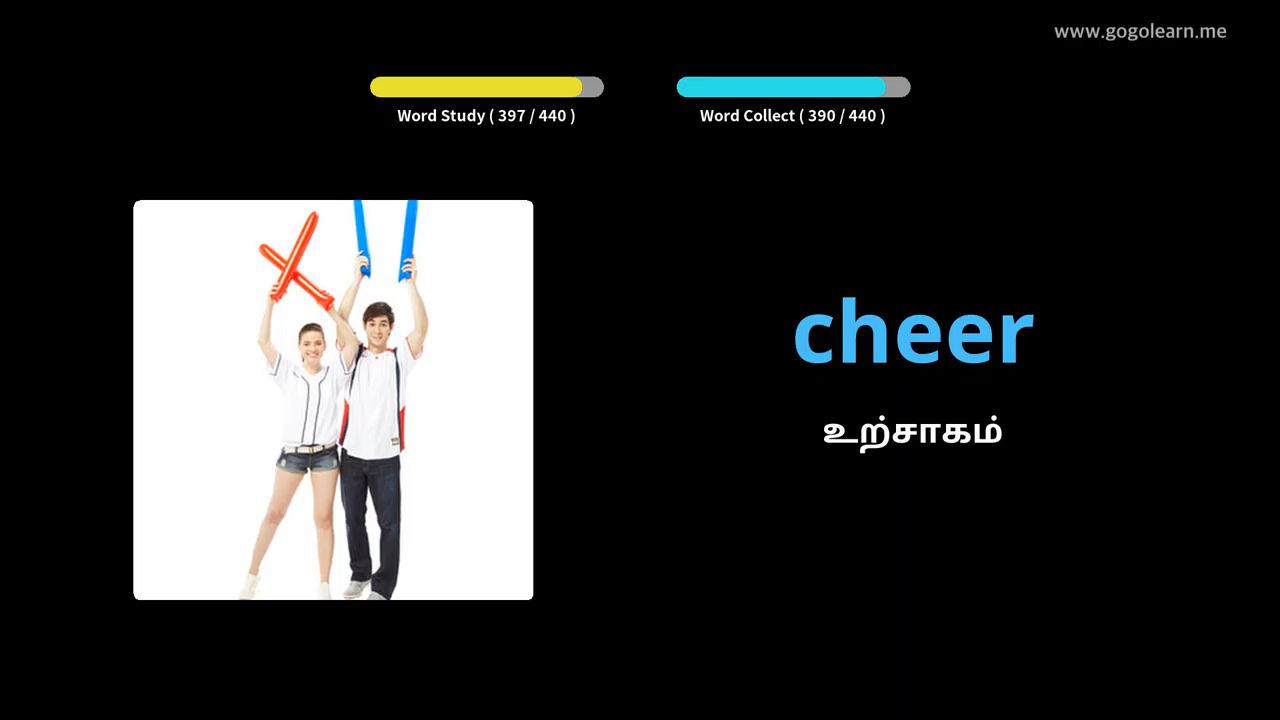 www.gogolearn.me
Word Study ( 397 / 440 )
Word Collect ( 390 / 440 )
cheer
உற்சாகம்